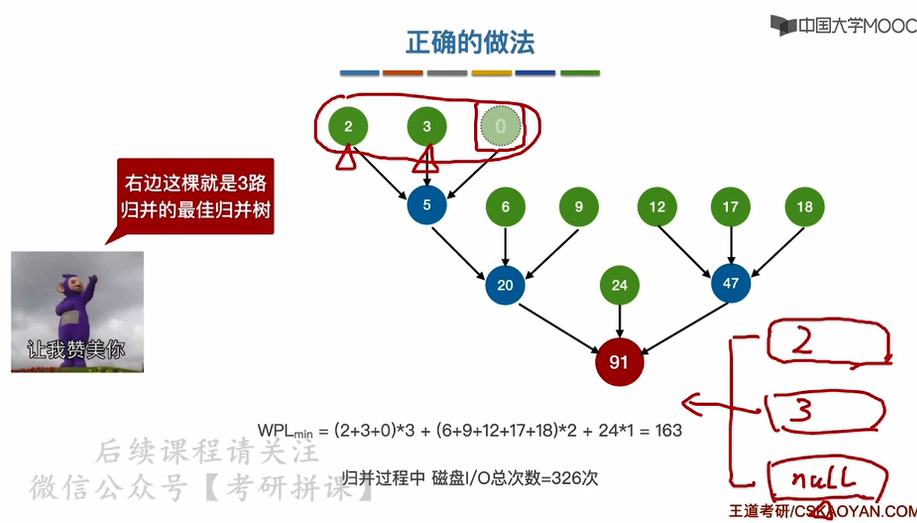 中国大学MOOC
正确的做法
2 3 0
右边这棵就是3路
归并的最佳归并树
5 6 9 12 17 18
20 24 47
让我赞美你
91
2
3
null
WPLmin = (2+3+0)*3 + (6+9+12+17+18)*2 + 24*1 = 163
归并过程中 磁盘I/O总次数=326次
后续课程请关注
微信公众号【考研拼课】
王道考研/CSKAOYAN.COM